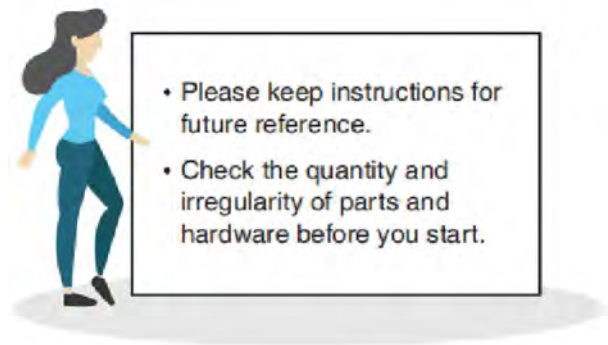 • Please keep instructions for
future reference.
• Check the quantity and
irregularity of parts and
hardware before you start.